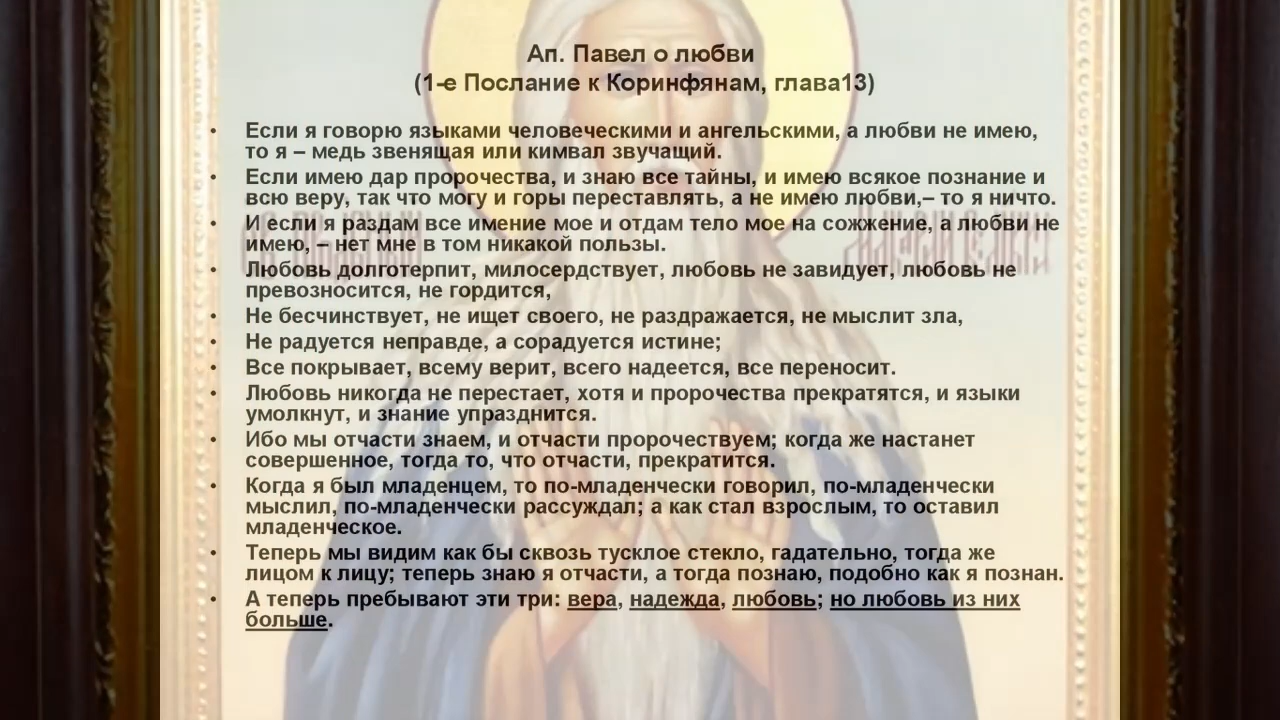 Ап. Павел о любви
(1-е Послание к Коринфянам, глава13)
• Если я говорю языками человеческими и ангельскими, а любви не имею,
то я – медь звенящая или кимвал звучащий.
• Если имею дар пророчества, и знаю все тайны, и имею всякое познание и
всю веру, так что могу и горы переставлять, а не имею любви,– то я ничто.
• И если я раздам все имение мое и отдам тело мое на сожжение, а любви не
имею, – нет мне в том никакой пользы.
• Любовь долготерпит, милосердствует, любовь не завидует, любовь не
превозносится, не гордится,
• Не бесчинствует, не ищет своего, не раздражается, не мыслит зла,
• Не радуется неправде, а сорадуется истине;
• Все покрывает, всему верит, всего надеется, все переносит.
• Любовь никогда не перестает, хотя и пророчества прекратятся, и языки
умолкнут, и знание упразднится.
• Ибо мы отчасти знаем, и отчасти пророчествуем; когда же настанет
совершенное, тогда то, что отчасти, прекратится.
• Когда я был младенцем, то по-младенчески говорил, по-младенчески
мыслил, по-младенчески рассуждал; а как стал взрослым, то оставил
младенческое.
• Теперь мы видим как бы сквозь тусклое стекло, гадательно, тогда же
лицом к лицу; теперь знаю я отчасти, а тогда познаю, подобно как я познан.
• А теперь пребывают эти три: вера, надежда, любовь; но любовь из них
больше.